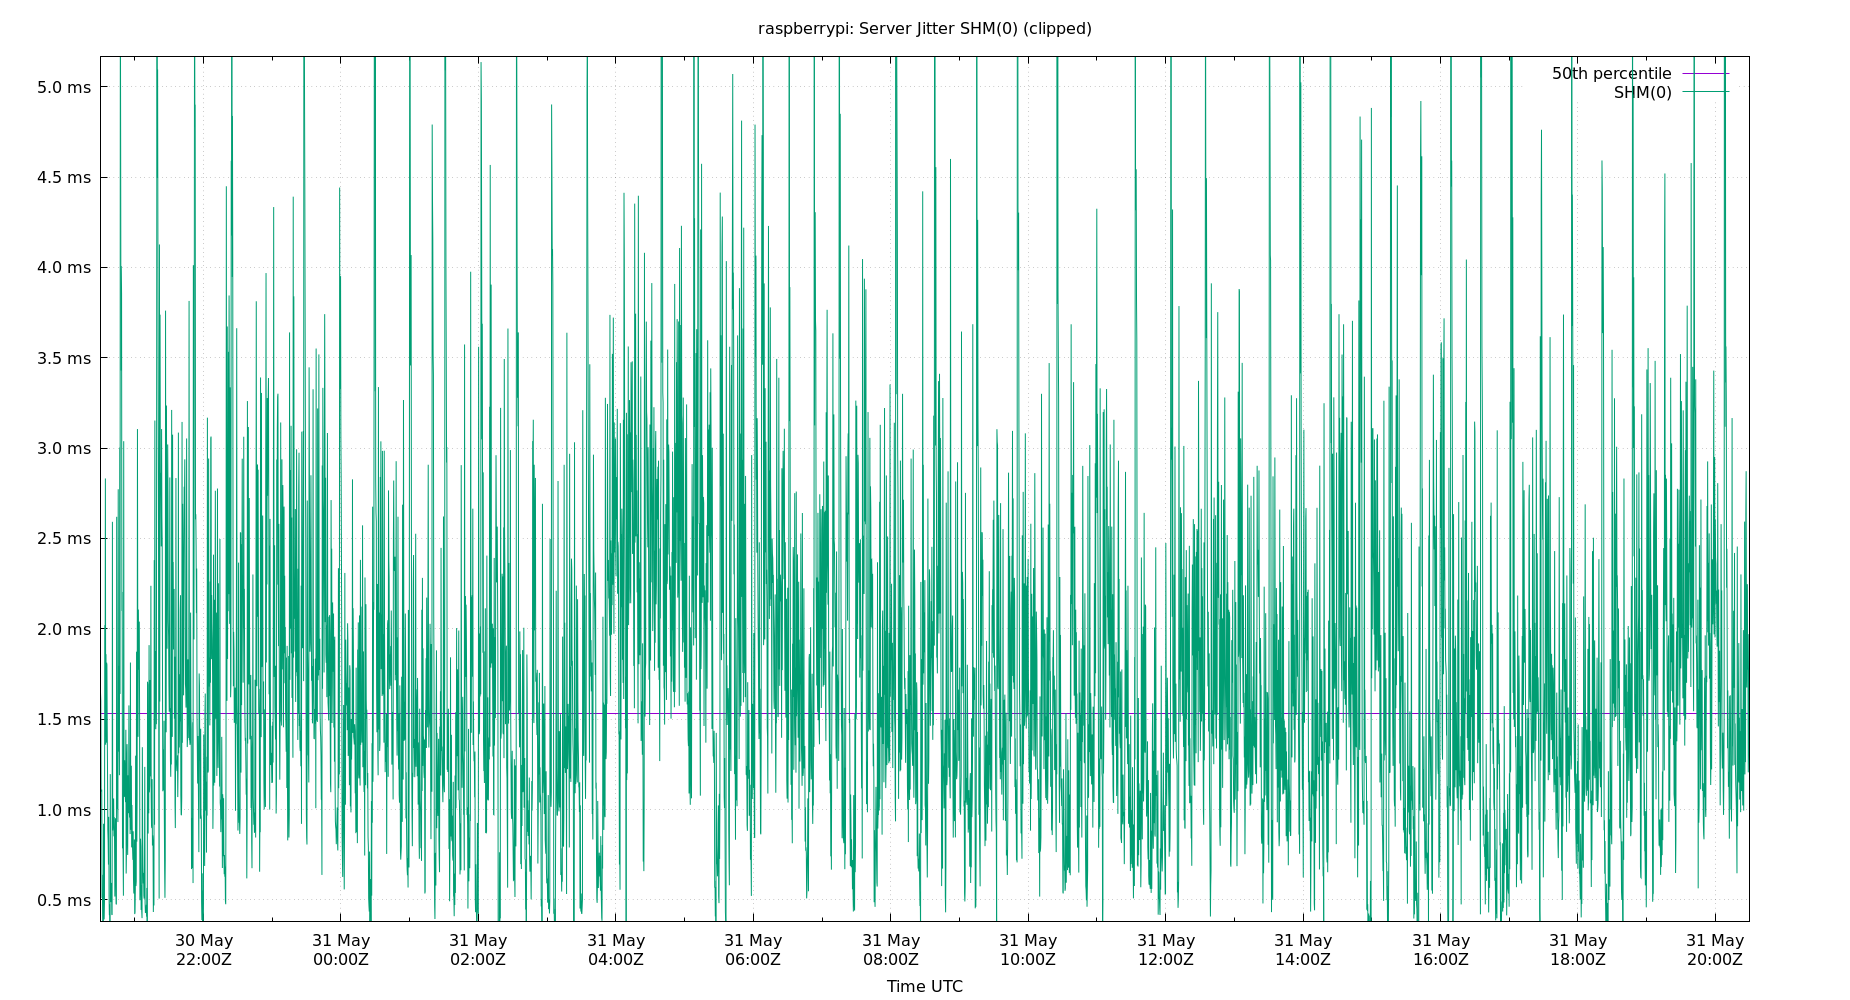 raspberrypi: Server Jitter SHM(0) (clipped)
50th percentile
SHM(0)
5.0 ms
4.5 ms
4.0 ms
3.5 ms
3.0 ms
2.5 ms
2.0 ms
1.5 ms
1.0 ms
0.5 ms
30 May 31 May 31 May 31 May 31 May 31 May 31 May 31 May 31 May 31 May 31 May 31 May
22:00Z 00:00Z 02:00Z 04:00Z 06:00Z 08:00Z 10:00Z 12:00Z 14:00Z 16:00Z 18:00Z 20:00Z
Time UTC